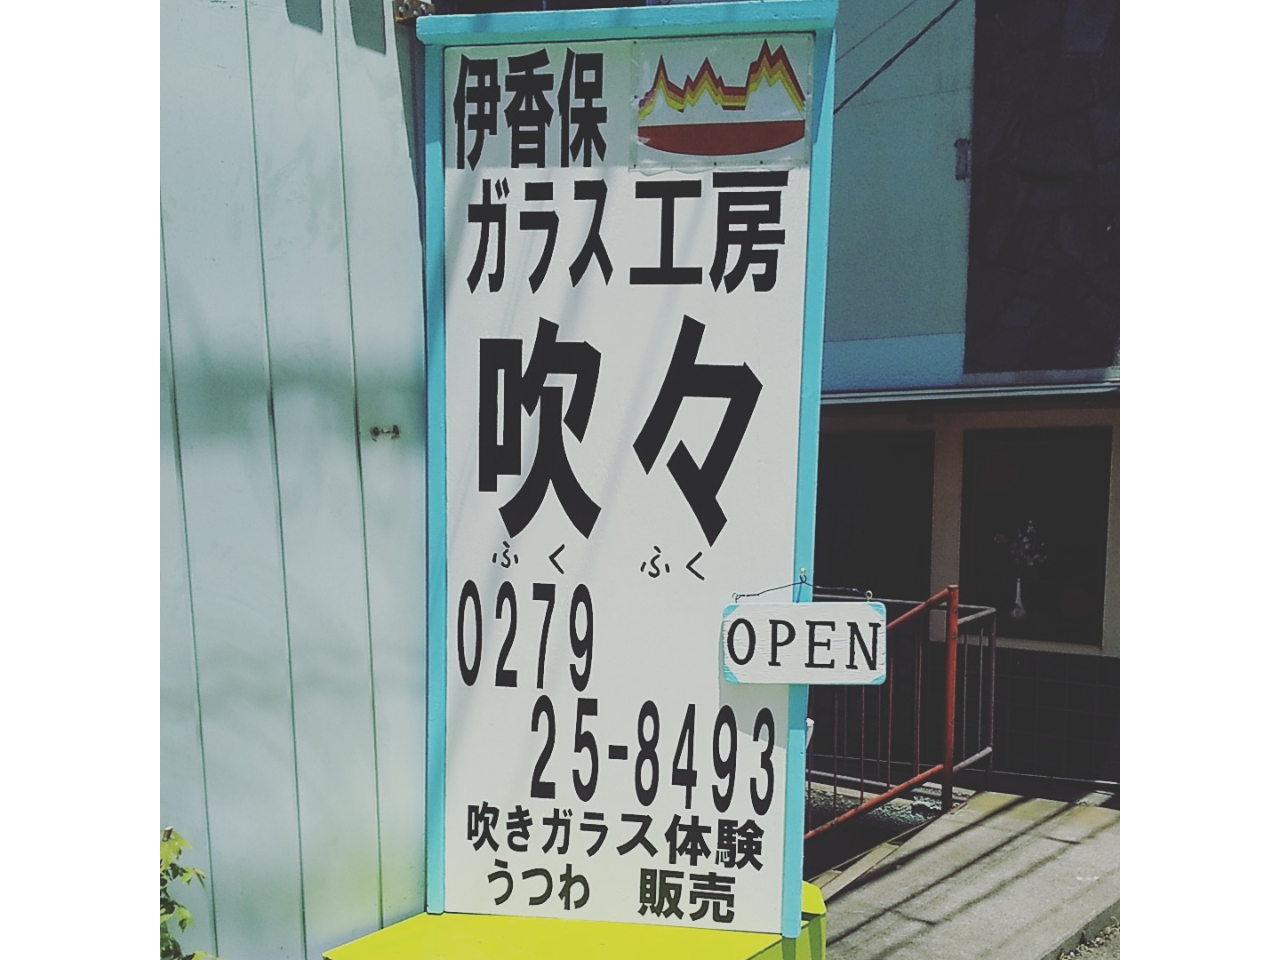 伊香保
ガラス工房
吹々
ふく ふく
0279
25-8493
OPEN
吹きガラス体験
うつわ 販売